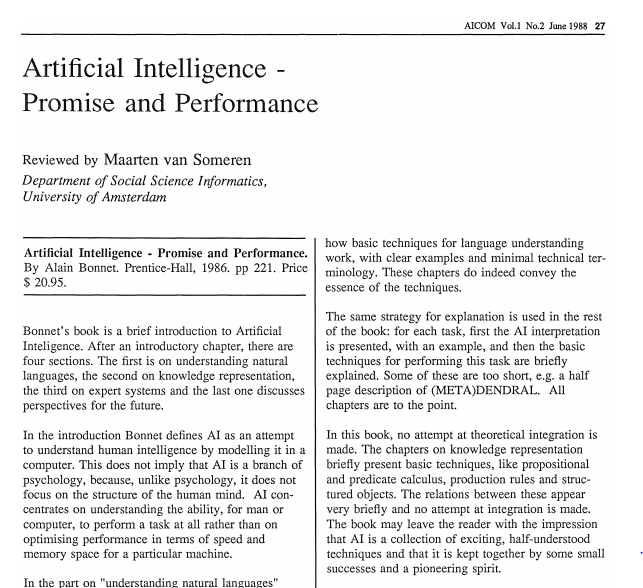 AICOM Vol.1 No.2 June 1988 27
Artificial Intelligence -
Promise and Performance
Reviewed by Maarten van Someren
Department of Social Science Informatics,
University of Amsterdam
Artificial Intelligence - Promise and Performance.
By Alain Bonnet. Prentice-Hall, 1986. pp 221. Price
$ 20.95.
Bonnet's book is a brief introduction to Artificial
Inteligence. After an introductory chapter, there are
four sections. The first is on understanding natural
languages, the second on knowledge representation,
the third on expert systems and the last one discusses
perspectives for the future.
In the introduction Bonnet defines AI as an attempt
to understand human intelligence by modelling it in a
computer. This does not imply that AI is a branch of
psychology, because, unlike psychology, it does not
focus on the structure of the human mind. AI con-
centrates on understanding the ability, for man or
computer, to perform a task at all rather than on
optimising performance in terms of speed and
memory space for a particular machine.
In the part on "understanding natural languages"
how basic techniques for language understanding
work, with clear examples and minimal technical ter-
minology. These chapters do indeed convey the
essence of the techniques.
The same strategy for explanation is used in the rest
of the book: for each task, first the AI interpretation
is presented, with an example, and then the basic
techniques for performing this task are briefly
explained. Some of these are too short, e.g. a half
page description of (META)DENDRAL. All
chapters are to the point.
In this book, no attempt at theoretical integration is
made. The chapters on knowledge representation
briefly present basic techniques, like propositional
and predicate calculus, production rules and struc-
tured objects. The relations between these appear
very briefly and no attempt at integration is made.
The book may leave the reader with the impression
that AI is a collection of exciting, half-understood
techniques and that it is kept together by some small
successes and a pioneering spirit.